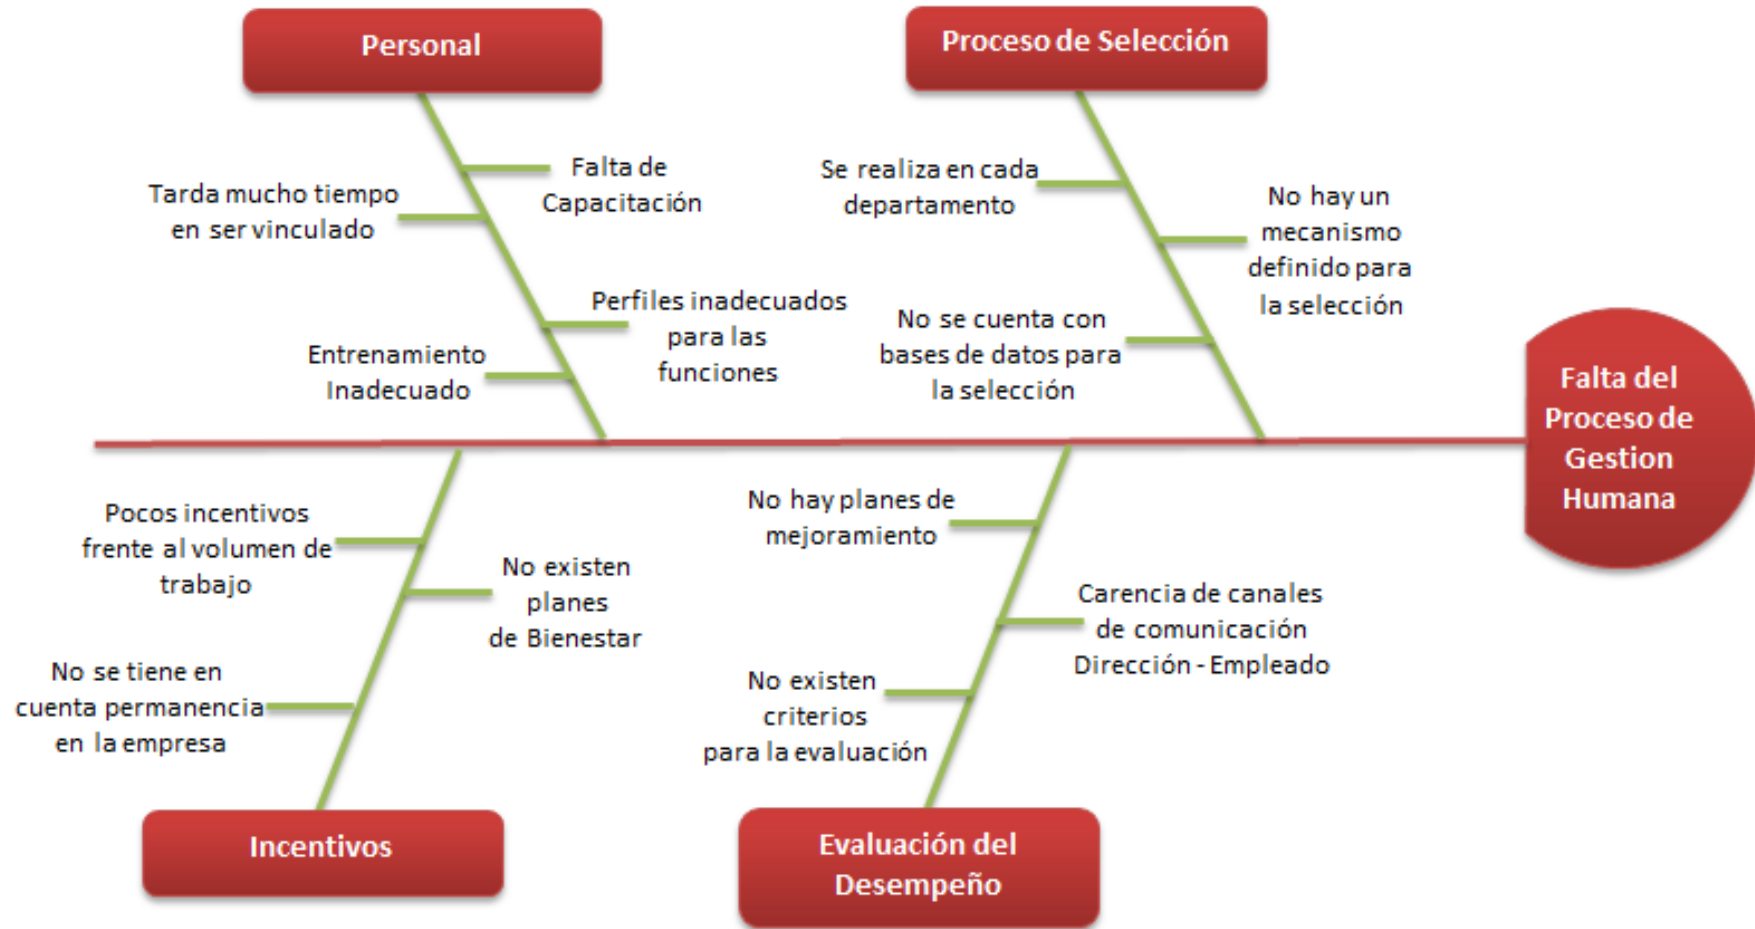 Personal
Proceso de Selección
Falta de
Capacitación
Tarda mucho tiempo
en ser vinculado
Perfiles inadecuados
para las
funciones
Entrenamiento
Inadecuado
Se realiza en cada
departamento
No hay un
mecanismo
definido para
la selección
No se cuenta con
bases de datos para
la selección
Falta del
Proceso de
Gestion
Humana
Pocos incentivos
frente al volumen de
trabajo
No existen
planes
de Bienestar
No se tiene en
cuenta permanencia
en la empresa
No hay planes de
mejoramiento
Carencia de canales
de comunicación
Dirección - Empleado
No existen
criterios
para la evaluación
Incentivos
Evaluación del
Desempeño